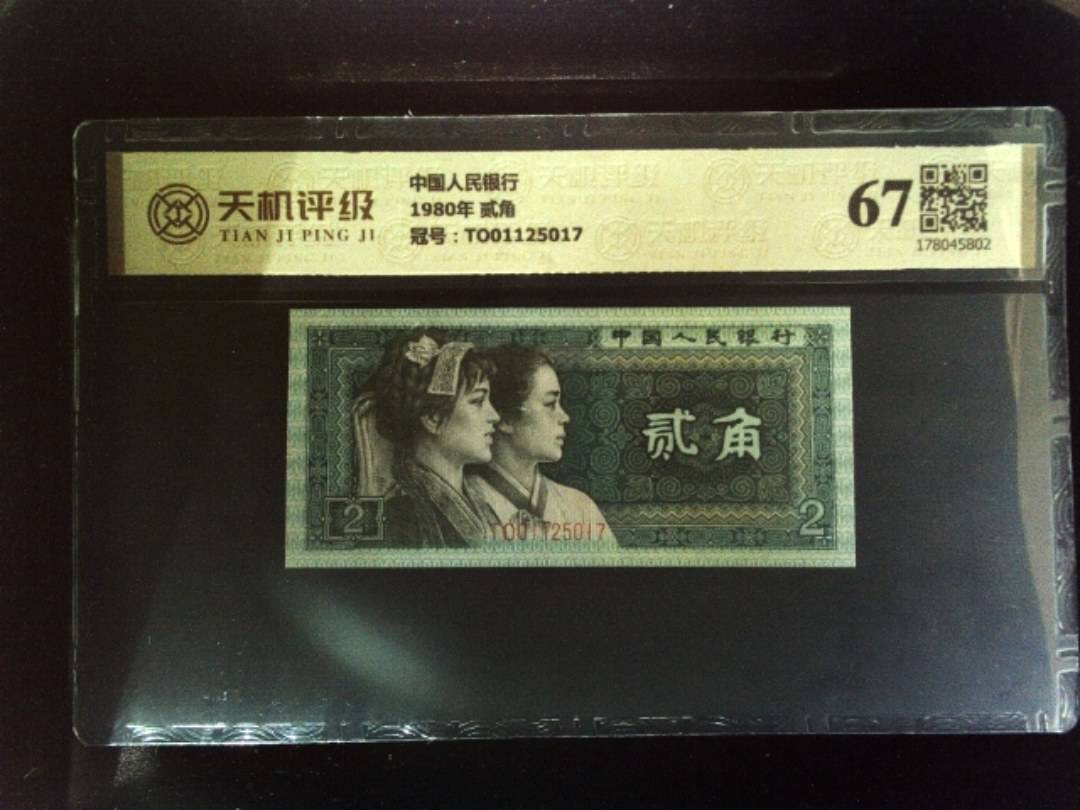 天机评级
TIAN JI PING JI
中国人民银行
1980年 贰角
冠号：TO01125017
67
178045802
中国人民银行
贰角
2
TO01125017
2